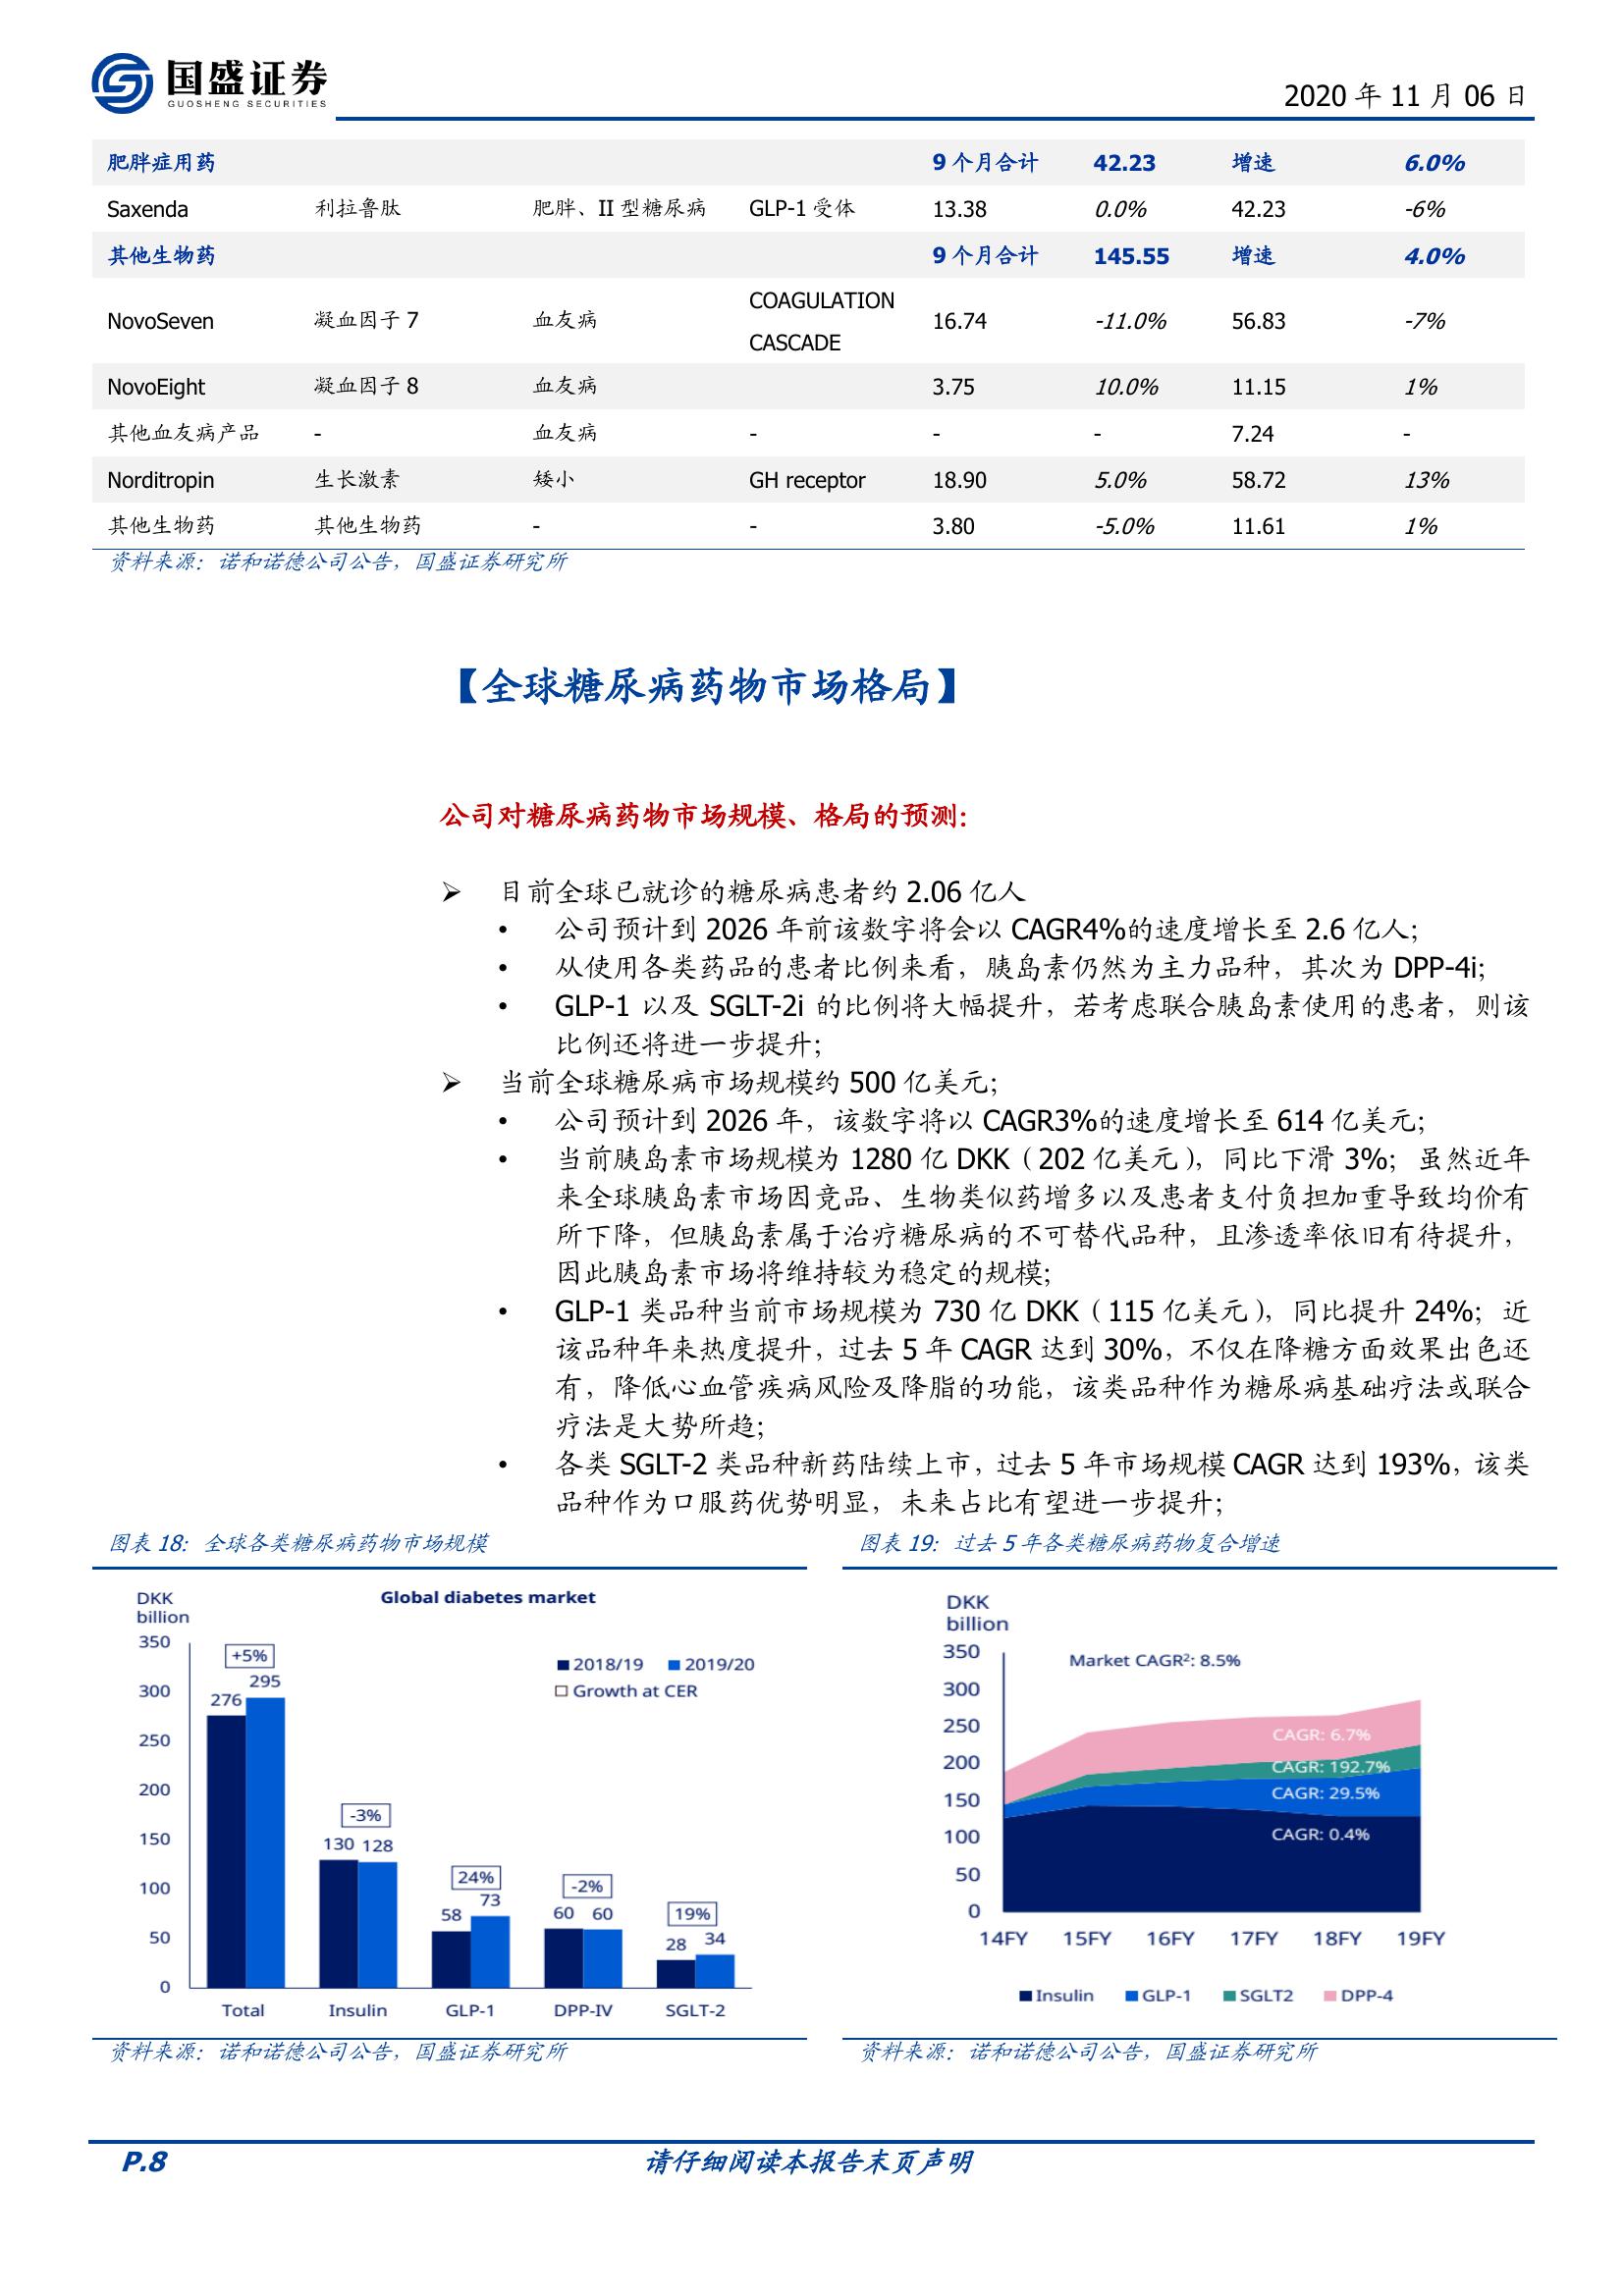 国盛证券
GUOSHENG SECURITIES
2020 年 11 月 06 日
肥胖症用药 9 个月合计 42.23 增速 6.0%
Saxenda 利拉鲁肽 肥胖、II 型糖尿病 GLP-1 受体 13.38 0.0% 42.23 -6%
其他生物药 9 个月合计 145.55 增速 4.0%
NovoSeven 凝血因子 7 血友病 COAGULATION CASCADE 16.74 -11.0% 56.83 -7%
NovoEight 凝血因子 8 血友病 3.75 10.0% 11.15 1%
其他血友病产品 - 血友病 - - - 7.24 -
Norditropin 生长激素 矮小 GH receptor 18.90 5.0% 58.72 13%
其他生物药 其他生物药 - - 3.80 -5.0% 11.61 1%
资料来源：诺和诺德公司公告，国盛证券研究所
【全球糖尿病药物市场格局】
公司对糖尿病药物市场规模、格局的预测：
➢ 目前全球已就诊的糖尿病患者约 2.06 亿人
• 公司预计到 2026 年前该数字将会以 CAGR4%的速度增长至 2.6 亿人；
• 从使用各类药品的患者比例来看，胰岛素仍然为主力品种，其次为 DPP-4i；
• GLP-1 以及 SGLT-2i 的比例将大幅提升，若考虑联合胰岛素使用的患者，则该
比例还将进一步提升；
➢ 当前全球糖尿病市场规模约 500 亿美元；
• 公司预计到 2026 年，该数字将以 CAGR3%的速度增长至 614 亿美元；
• 当前胰岛素市场规模为 1280 亿 DKK（202 亿美元），同比下滑 3%；虽然近年
来全球胰岛素市场因竞品、生物类似药增多以及患者支付负担加重导致均价有
所下降，但胰岛素属于治疗糖尿病的不可替代品种，且渗透率依旧有待提升，
因此胰岛素市场将维持较为稳定的规模；
• GLP-1 类品种当前市场规模为 730 亿 DKK（115 亿美元），同比提升 24%；近
该品种年来热度提升，过去 5 年 CAGR 达到 30%，不仅在降糖方面效果出色还
有，降低心血管疾病风险及降脂的功能，该类品种作为糖尿病基础疗法或联合
疗法是大势所趋；
• 各类 SGLT-2 类品种新药陆续上市，过去 5 年市场规模 CAGR 达到 193%，该类
品种作为口服药优势明显，未来占比有望进一步提升；
图表 18：全球各类糖尿病药物市场规模
DKK
billion
Global diabetes market
350
300
250
200
150
100
50
0
2018/19 2019/20
Growth at CER
+5%
276 295
-3%
130 128
24%
58 73
-2%
60 60
19%
28 34
Total Insulin GLP-1 DPP-IV SGLT-2
资料来源：诺和诺德公司公告，国盛证券研究所
图表 19：过去 5 年各类糖尿病药物复合增速
DKK
billion
Market CAGR²: 8.5%
350
300
250
200
150
100
50
0
CAGR: 6.7%
CAGR: 192.7%
CAGR: 29.5%
CAGR: 0.4%
14FY 15FY 16FY 17FY 18FY 19FY
Insulin GLP-1 SGLT2 DPP-4
资料来源：诺和诺德公司公告，国盛证券研究所
P.8 请仔细阅读本报告末页声明